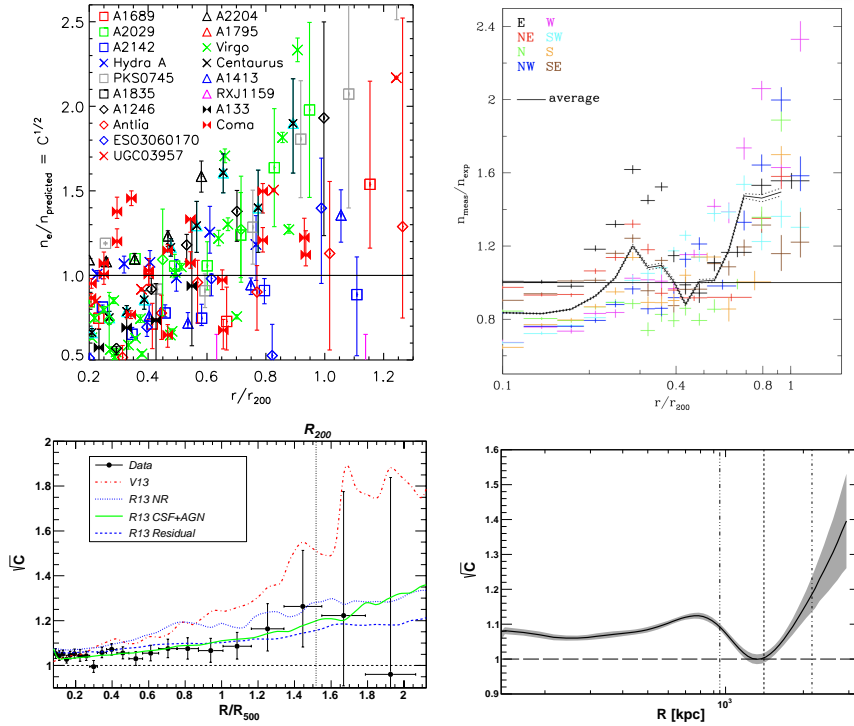 A1689
A2029
A2142
Hydra A
PKS0745
A1835
A1246
Antlia
ESO3060170
UGC03957
A2204
A1795
Virgo
Centaurus
A1413
RXJ1159
A133
Coma
n_e/n_predicted = C^1/2
2.5
2.0
1.5
1.0
0.5
0.2 0.4 0.6 0.8 1.0 1.2
r/r_200
E W
NE SW
N S
NW SE
average
n_meas/n_exp
2.4
2
1.6
1.2
0.8
0.1 0.2 0.4 0.6 0.8 1
r/r_200
R_200
Data
V13
R13 NR
R13 CSF+AGN
R13 Residual
√C
2
1.8
1.6
1.4
1.2
1
0.2 0.4 0.6 0.8 1 1.2 1.4 1.6 1.8 2
R/R_500
√C
1.6
1.5
1.4
1.3
1.2
1.1
1
0.9
10^3
R [kpc]